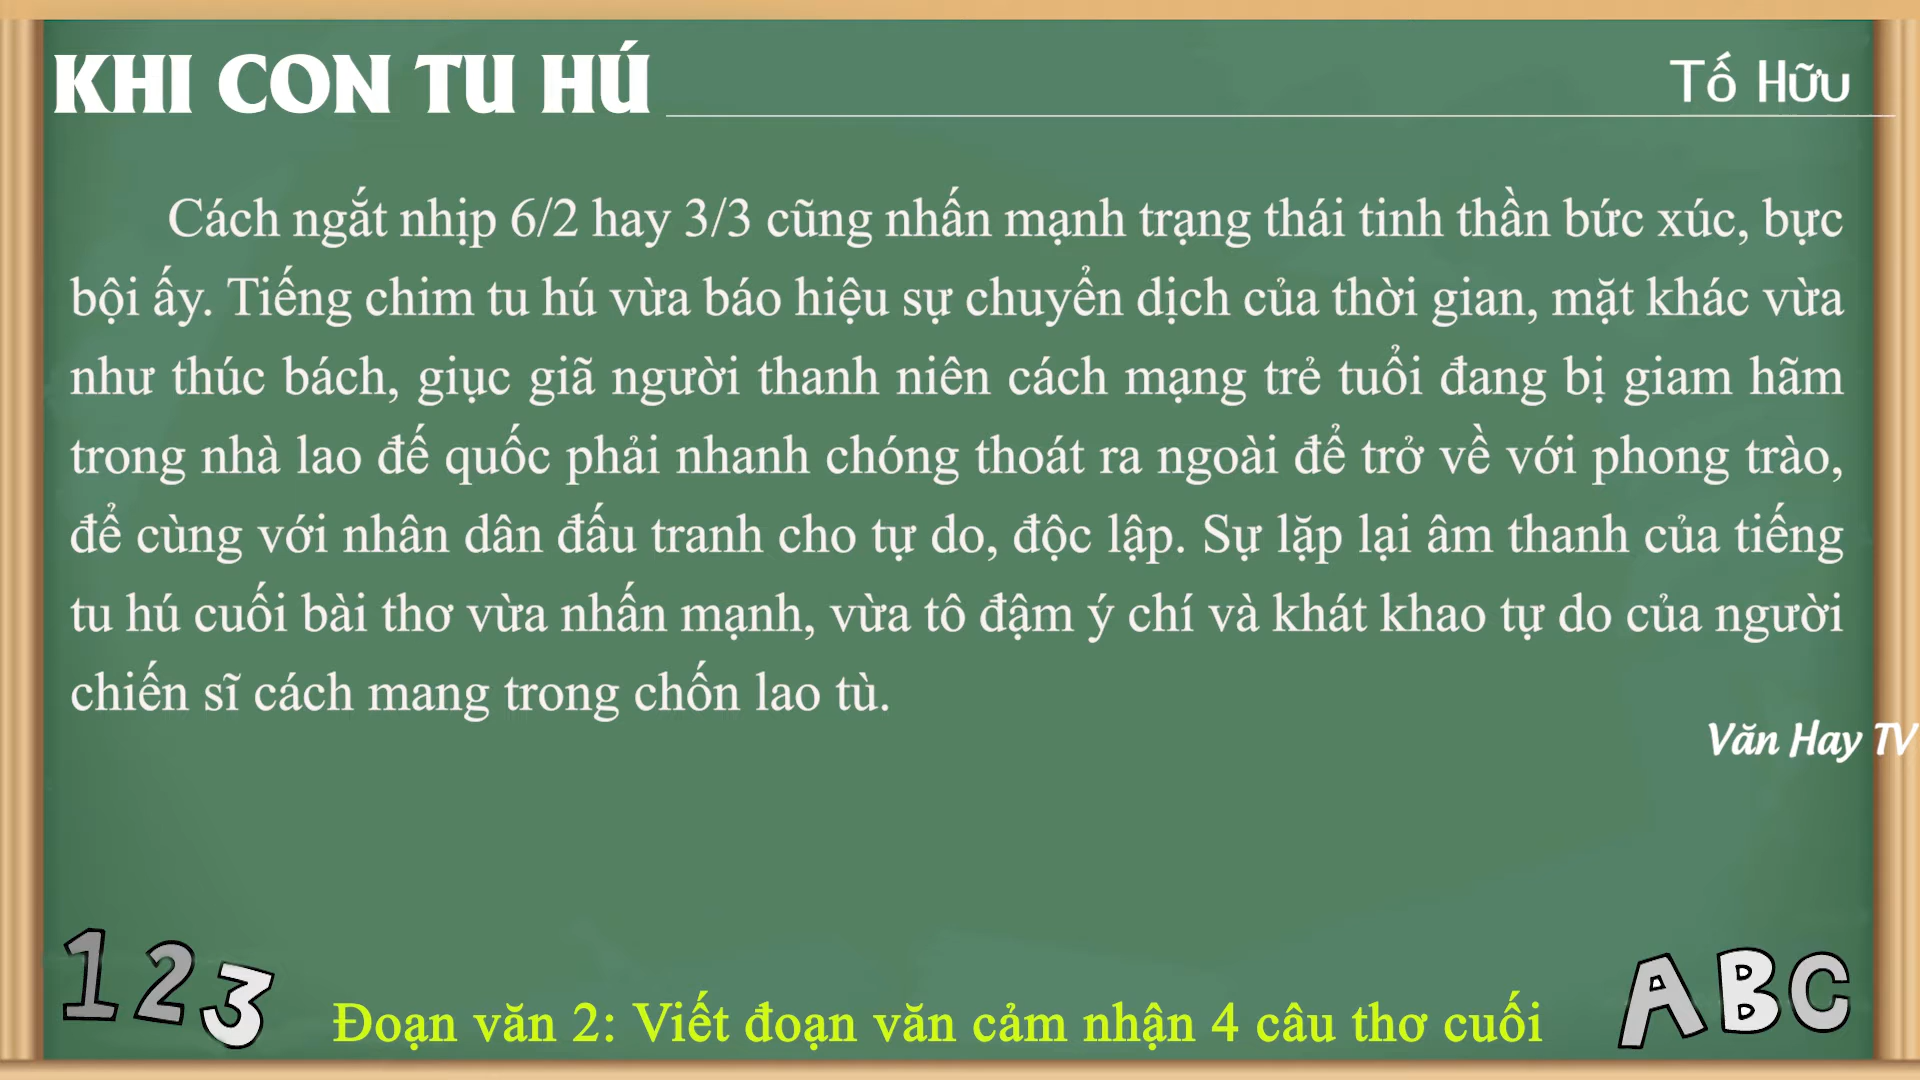 KHI CON TU HÚ
Tố Hữu
Cách ngắt nhịp 6/2 hay 3/3 cũng nhấn mạnh trạng thái tinh thần bức xúc, bực
bội ấy. Tiếng chim tu hú vừa báo hiệu sự chuyển dịch của thời gian, mặt khác vừa
như thúc bách, giục giã người thanh niên cách mạng trẻ tuổi đang bị giam hãm
trong nhà lao đế quốc phải nhanh chóng thoát ra ngoài để trở về với phong trào,
để cùng với nhân dân đấu tranh cho tự do, độc lập. Sự lặp lại âm thanh của tiếng
tu hú cuối bài thơ vừa nhấn mạnh, vừa tô đậm ý chí và khát khao tự do của người
chiến sĩ cách mang trong chốn lao tù.
Văn Hay TV
123
ABC
Đoạn văn 2: Viết đoạn văn cảm nhận 4 câu thơ cuối